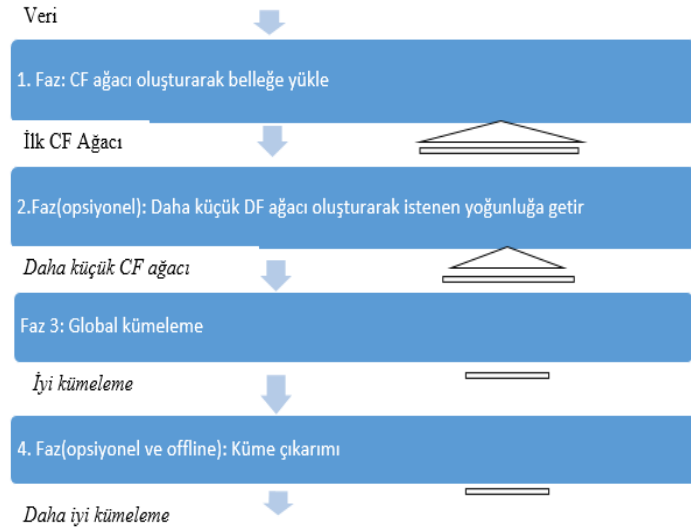 Veri
1. Faz: CF ağacı oluşturarak belleğe yükle
İlk CF Ağacı
2.Faz(opsiyonel): Daha küçük DF ağacı oluşturarak istenen yoğunluğa getir
Daha küçük CF ağacı
Faz 3: Global kümeleme
İyi kümeleme
4. Faz(opsiyonel ve offline): Küme çıkarımı
Daha iyi kümeleme